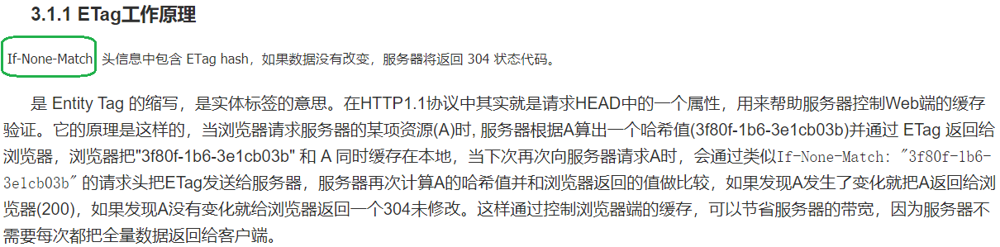 3.1.1 ETag工作原理
If-None-Match 头信息中包含 ETag hash，如果数据没有改变，服务器将返回 304 状态代码。
是 Entity Tag 的缩写，是实体标签的意思。在HTTP1.1协议中其实就是请求HEAD中的一个属性，用来帮助服务器控制Web端的缓存
验证。它的原理是这样的，当浏览器请求服务器的某项资源(A)时, 服务器根据A算出一个哈希值(3f80f-1b6-3e1cb03b)并通过 ETag 返回给
浏览器，浏览器把"3f80f-1b6-3e1cb03b" 和 A 同时缓存在本地，当下次再次向服务器请求A时，会通过类似If-None-Match: "3f80f-1b6-
3e1cb03b" 的请求头把ETag发送给服务器，服务器再次计算A的哈希值并和浏览器返回的值做比较，如果发现A发生了变化就把A返回给浏
览器(200)，如果发现A没有变化就给浏览器返回一个304未修改。这样通过控制浏览器端的缓存，可以节省服务器的带宽，因为服务器不
需要每次都把全量数据返回给客户端。